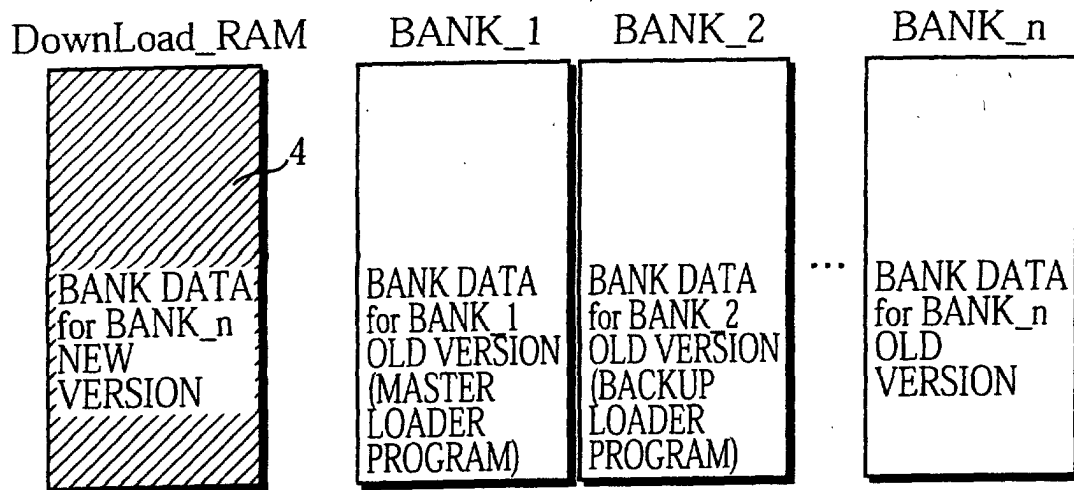 DownLoad_RAM
BANK_1
BANK_2
BANK_n
4
BANK DATA
for BANK_n
NEW
VERSION
BANK DATA
for BANK_1
OLD VERSION
(MASTER
LOADER
PROGRAM)
BANK DATA
for BANK_2
OLD VERSION
(BACKUP
LOADER
PROGRAM)
...
BANK DATA
for BANK_n
OLD
VERSION